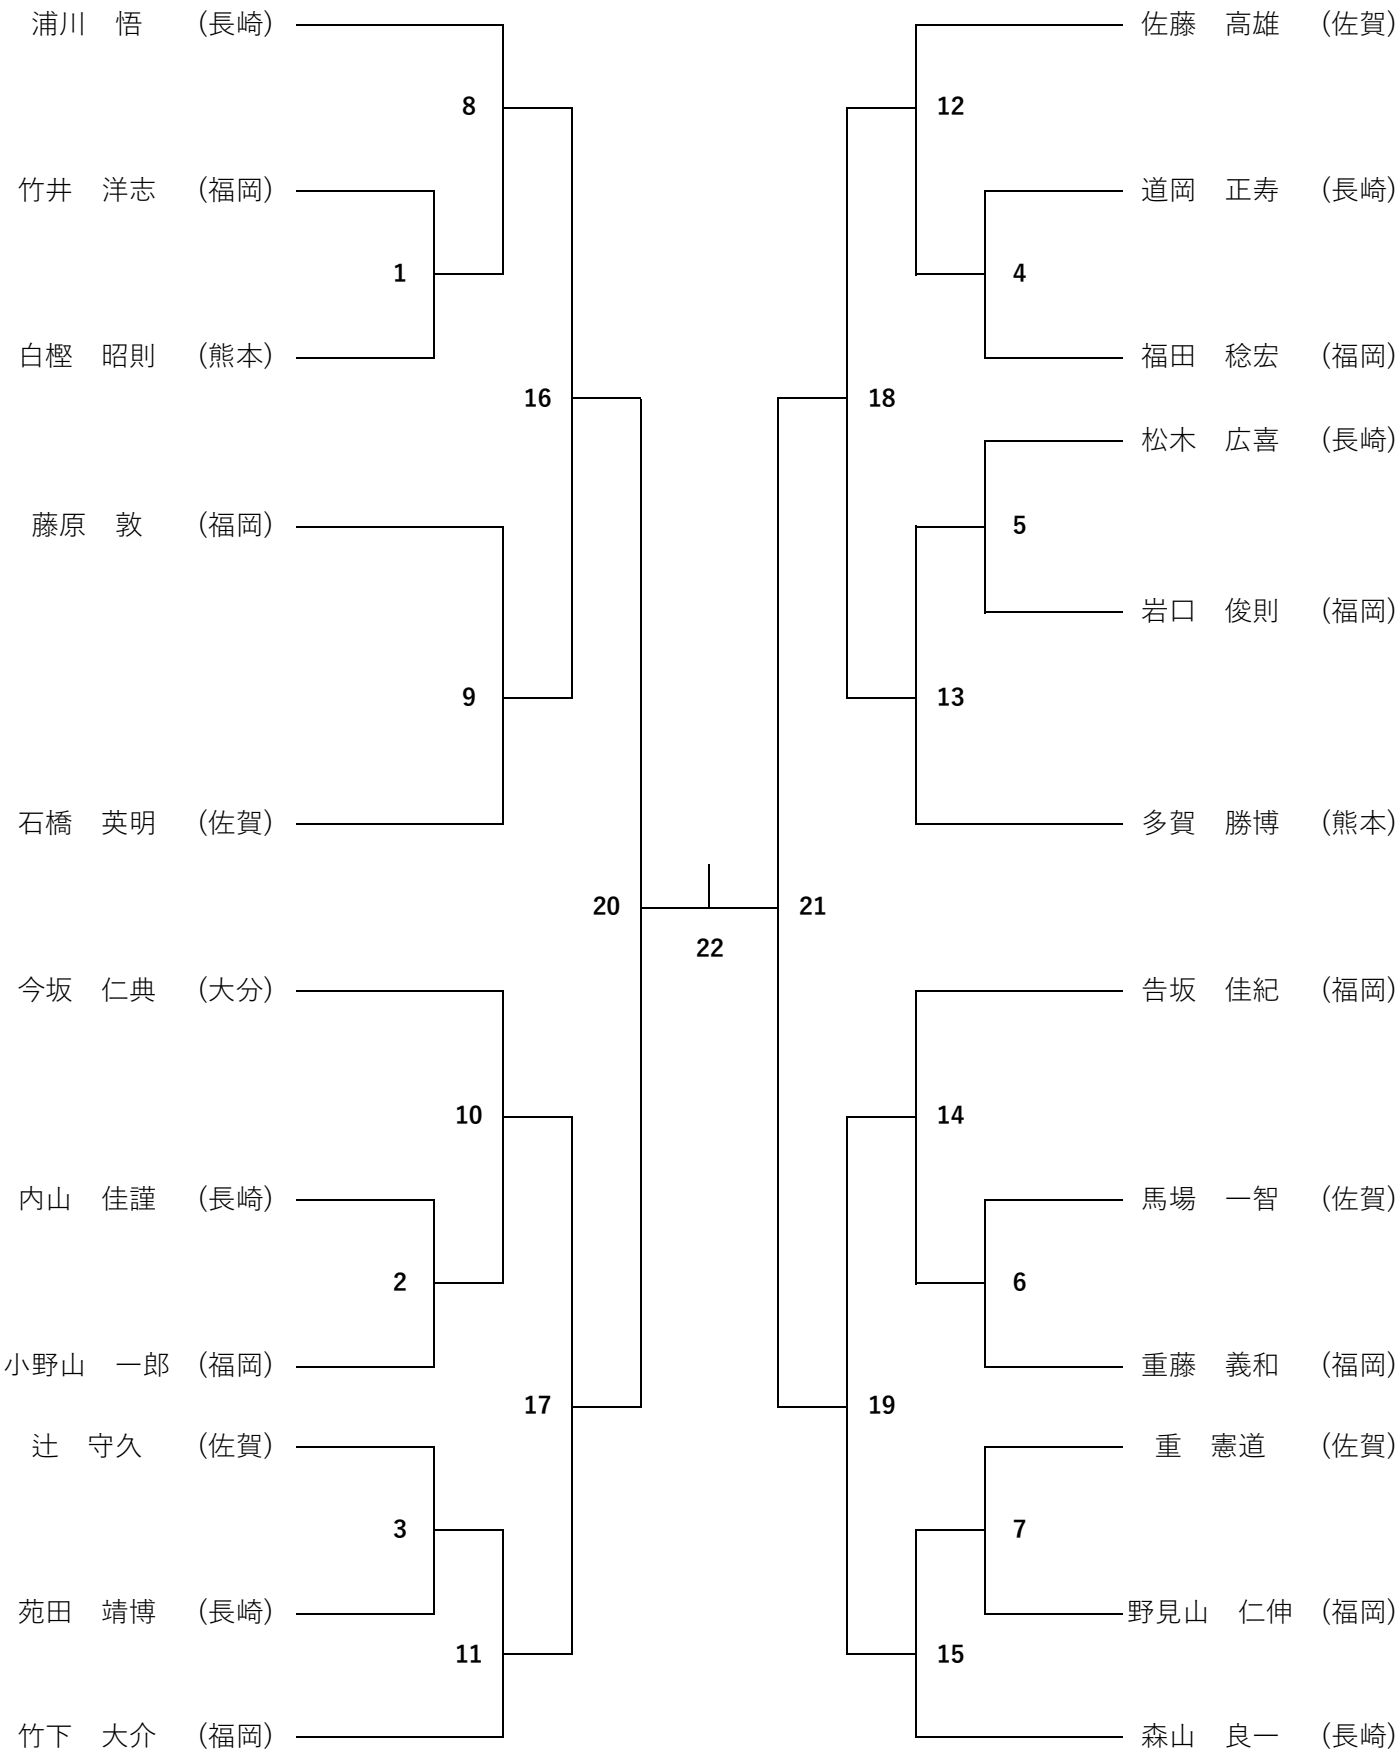 浦川　悟　（長崎）
8
竹井　洋志　（福岡）
1
白樫　昭則　（熊本）
16
藤原　敦　（福岡）
9
石橋　英明　（佐賀）
20
今坂　仁典　（大分）
10
内山　佳謹　（長崎）
2
小野山　一郎　（福岡）
17
辻　守久　（佐賀）
3
苑田　靖博　（長崎）
11
竹下　大介　（福岡）
22
佐藤　高雄　（佐賀）
12
道岡　正寿　（長崎）
4
福田　稔宏　（福岡）
18
松木　広喜　（長崎）
5
岩口　俊則　（福岡）
13
多賀　勝博　（熊本）
21
告坂　佳紀　（福岡）
14
馬場　一智　（佐賀）
6
重藤　義和　（福岡）
19
重　憲道　（佐賀）
7
野見山　仁伸　（福岡）
15
森山　良一　（長崎）